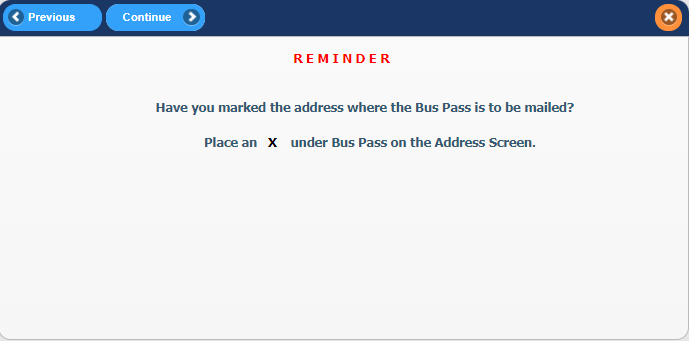 Previous
Continue
REMINDER
Have you marked the address where the Bus Pass is to be mailed?
Place an X under Bus Pass on the Address Screen.